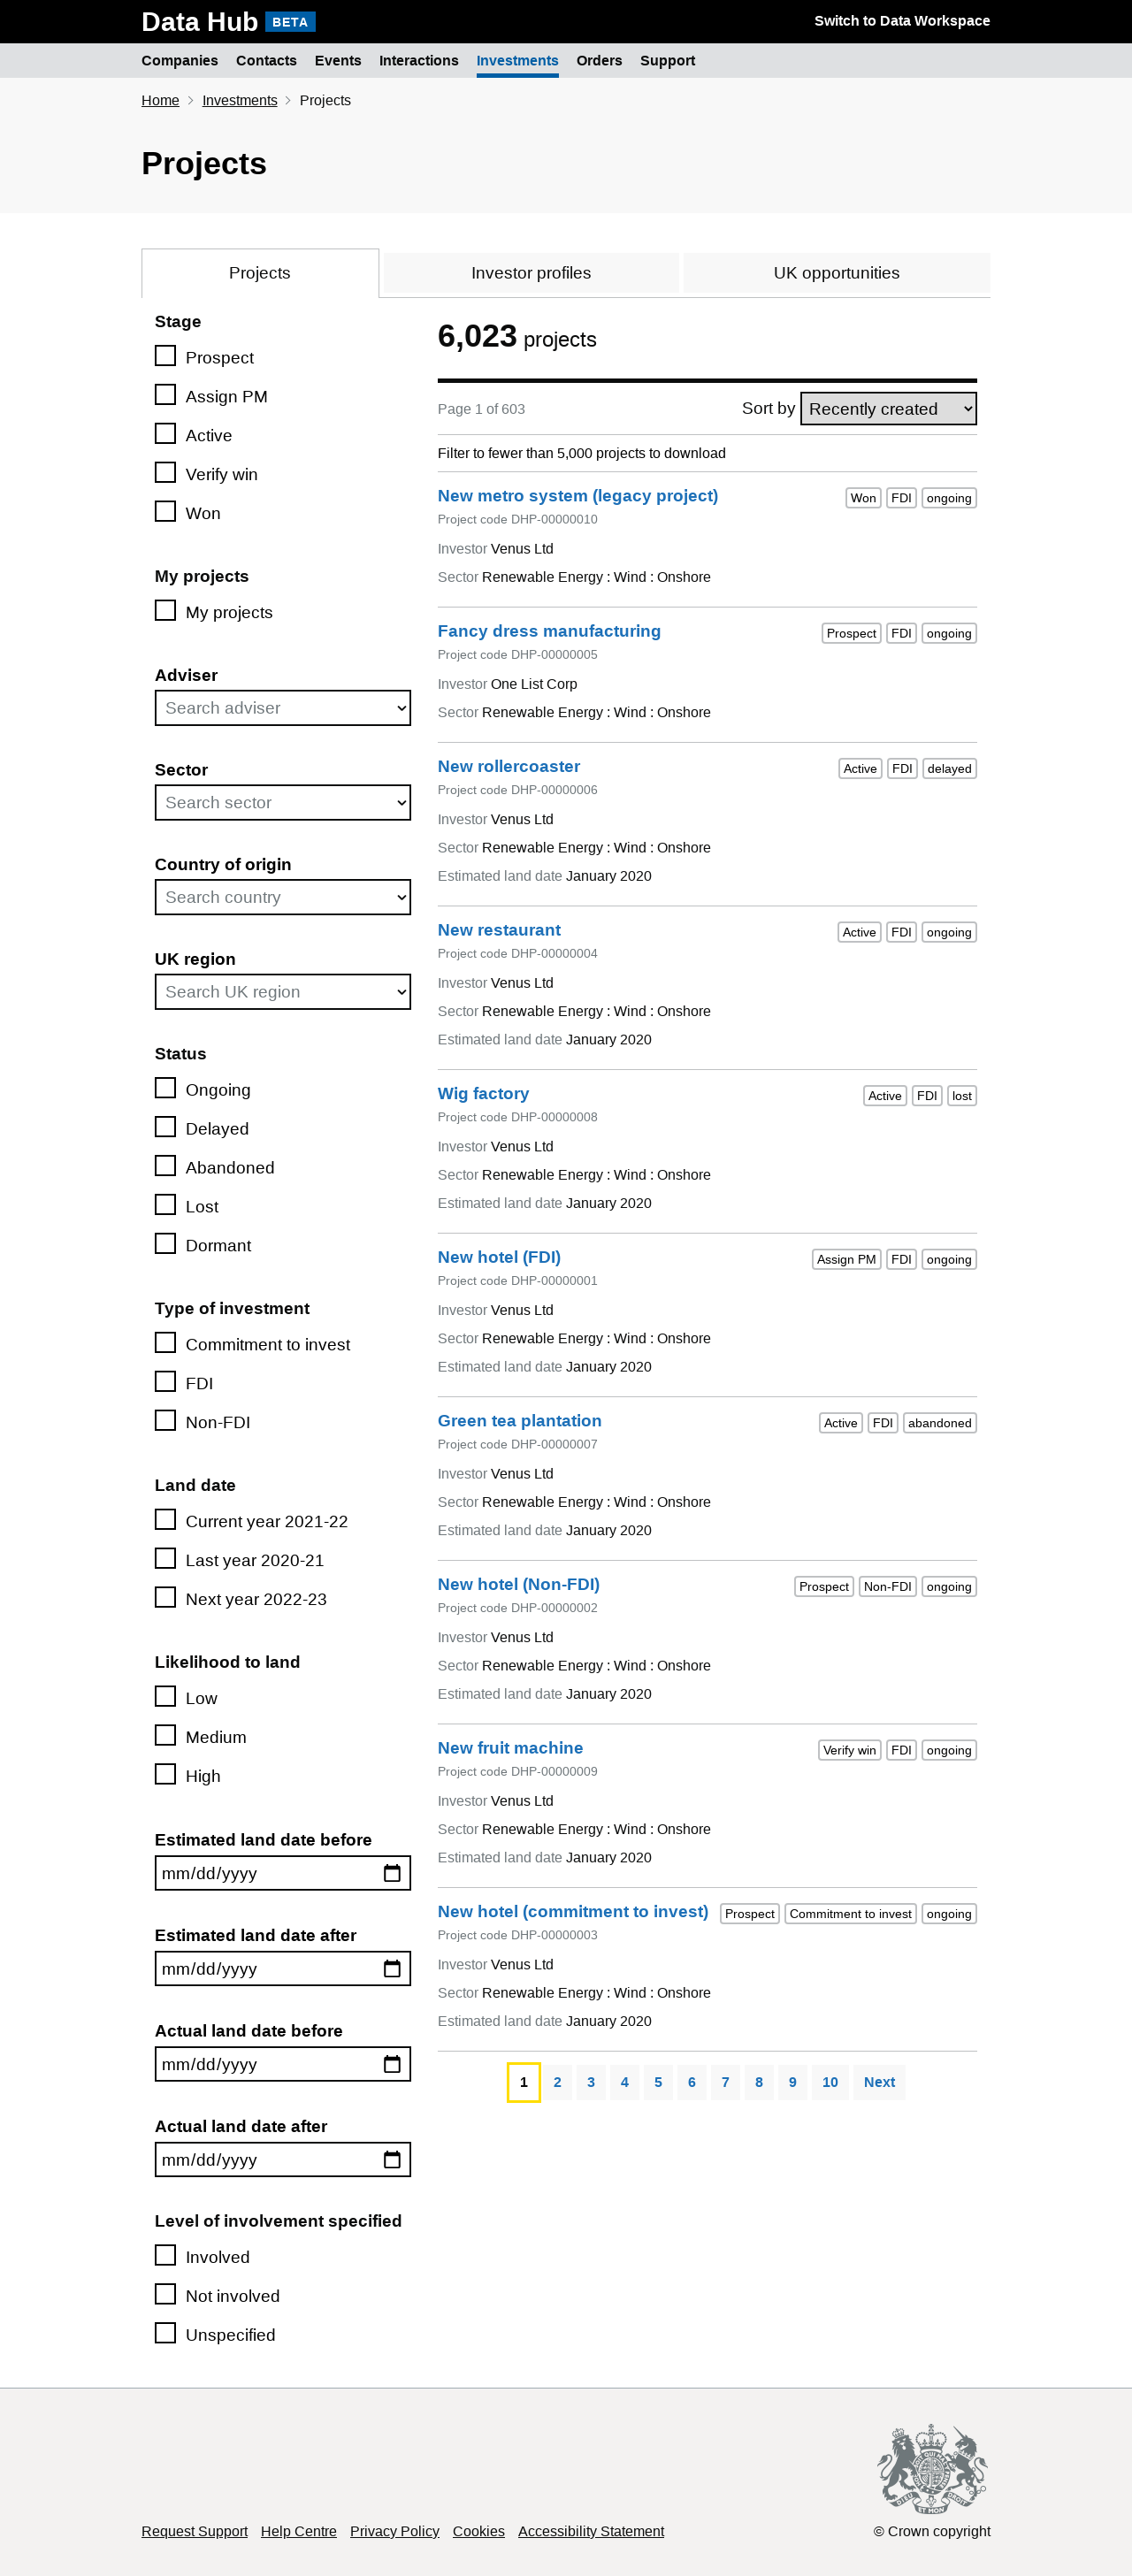 Data Hub BETA
Switch to Data Workspace
Companies Contacts Events Interactions Investments Orders Support
Home Investments Projects
Projects
Projects Investor profiles UK opportunities
Stage
Prospect
Assign PM
Active
Verify win
Won
My projects
My projects
Adviser
Search adviser
Sector
Search sector
Country of origin
Search country
UK region
Search UK region
Status
Ongoing
Delayed
Abandoned
Lost
Dormant
Type of investment
Commitment to invest
FDI
Non-FDI
Land date
Current year 2021-22
Last year 2020-21
Next year 2022-23
Likelihood to land
Low
Medium
High
Estimated land date before
mm/dd/yyyy
Estimated land date after
mm/dd/yyyy
Actual land date before
mm/dd/yyyy
Actual land date after
mm/dd/yyyy
Level of involvement specified
Involved
Not involved
Unspecified
6,023 projects
Page 1 of 603
Sort by Recently created
Filter to fewer than 5,000 projects to download
New metro system (legacy project) Won FDI ongoing
Project code DHP-00000010
Investor Venus Ltd
Sector Renewable Energy : Wind : Onshore
Fancy dress manufacturing Prospect FDI ongoing
Project code DHP-00000005
Investor One List Corp
Sector Renewable Energy : Wind : Onshore
New rollercoaster Active FDI delayed
Project code DHP-00000006
Investor Venus Ltd
Sector Renewable Energy : Wind : Onshore
Estimated land date January 2020
New restaurant Active FDI ongoing
Project code DHP-00000004
Investor Venus Ltd
Sector Renewable Energy : Wind : Onshore
Estimated land date January 2020
Wig factory Active FDI lost
Project code DHP-00000008
Investor Venus Ltd
Sector Renewable Energy : Wind : Onshore
Estimated land date January 2020
New hotel (FDI) Assign PM FDI ongoing
Project code DHP-00000001
Investor Venus Ltd
Sector Renewable Energy : Wind : Onshore
Estimated land date January 2020
Green tea plantation Active FDI abandoned
Project code DHP-00000007
Investor Venus Ltd
Sector Renewable Energy : Wind : Onshore
Estimated land date January 2020
New hotel (Non-FDI) Prospect Non-FDI ongoing
Project code DHP-00000002
Investor Venus Ltd
Sector Renewable Energy : Wind : Onshore
Estimated land date January 2020
New fruit machine Verify win FDI ongoing
Project code DHP-00000009
Investor Venus Ltd
Sector Renewable Energy : Wind : Onshore
Estimated land date January 2020
New hotel (commitment to invest) Prospect Commitment to invest ongoing
Project code DHP-00000003
Investor Venus Ltd
Sector Renewable Energy : Wind : Onshore
Estimated land date January 2020
1 2 3 4 5 6 7 8 9 10 Next
DIEU ET MON DROIT
Request Support Help Centre Privacy Policy Cookies Accessibility Statement
© Crown copyright